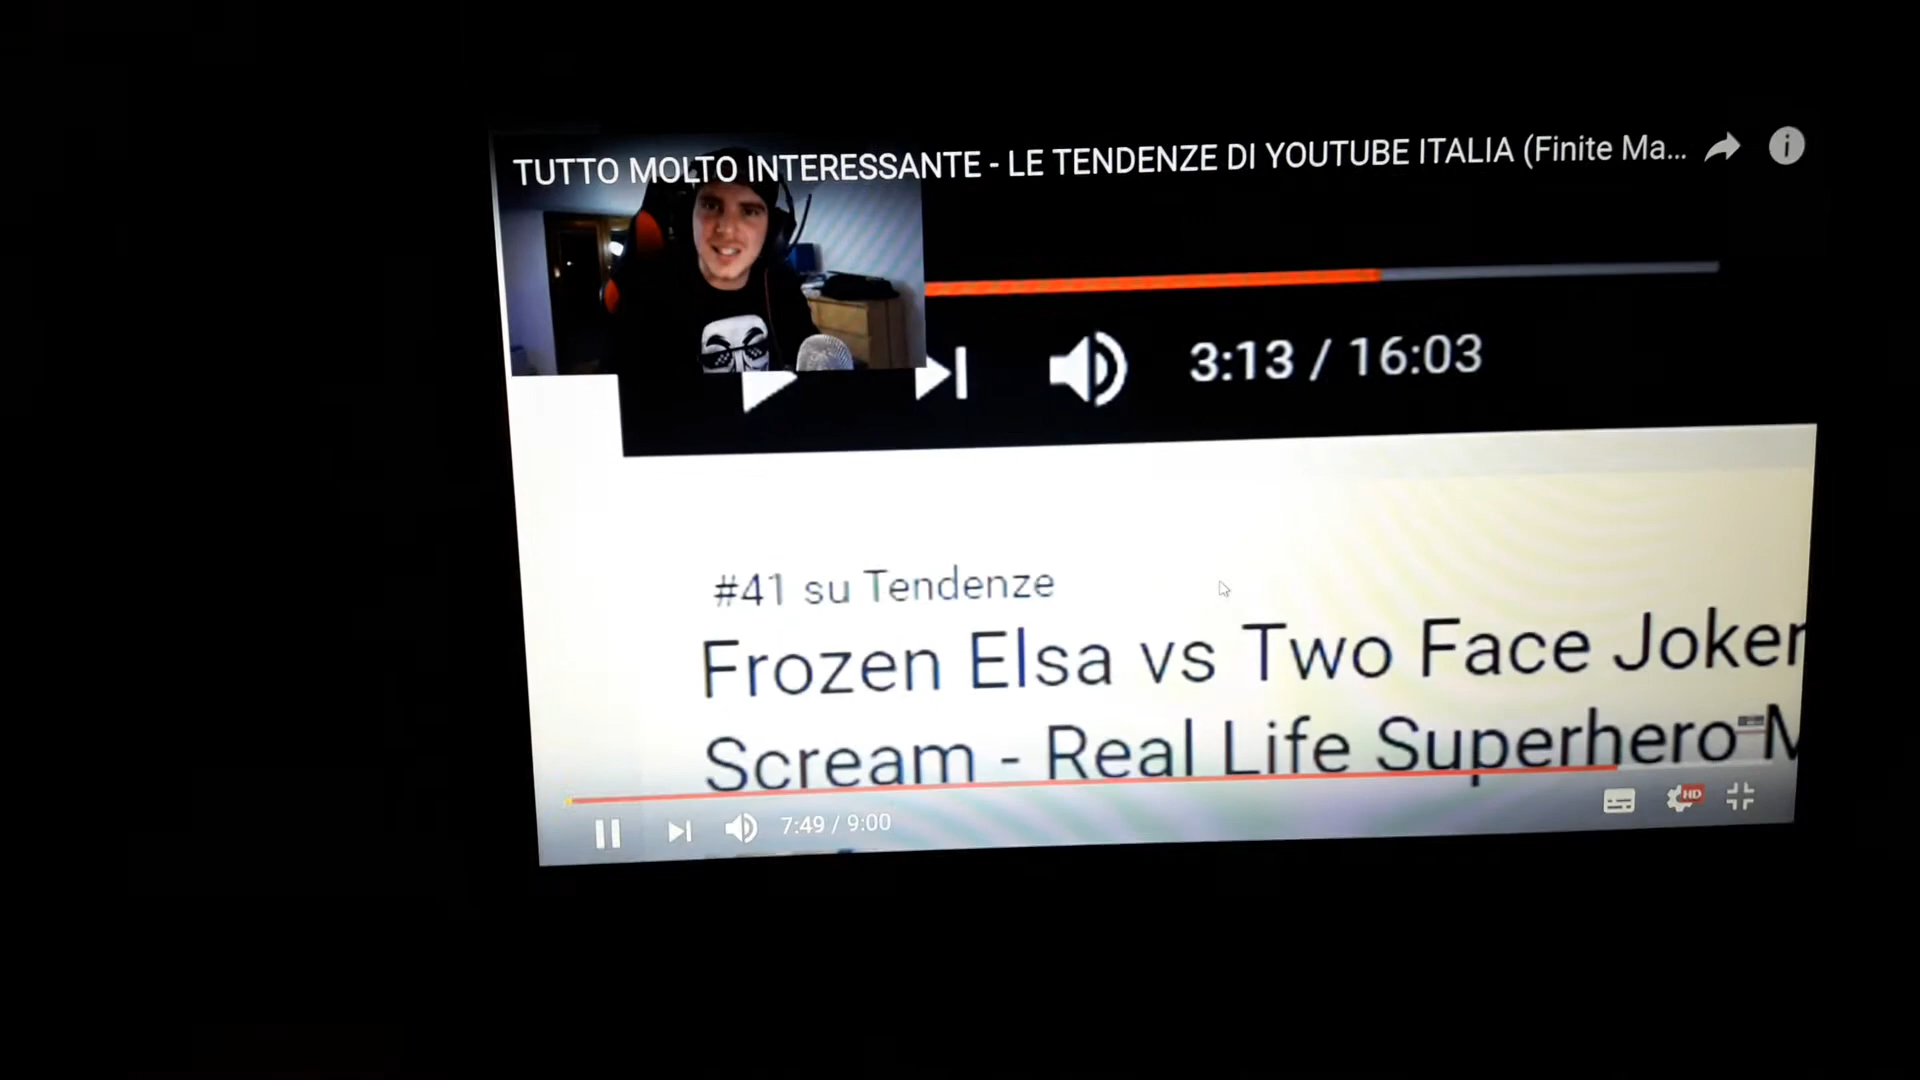 TUTTO MOLTO INTERESSANTE - LE TENDENZE DI YOUTUBE ITALIA (Finite Ma...
3:13 / 16:03
#41 su Tendenze
Frozen Elsa vs Two Face Joker
Scream - Real Life Superhero M
HD
7:49 / 9:00